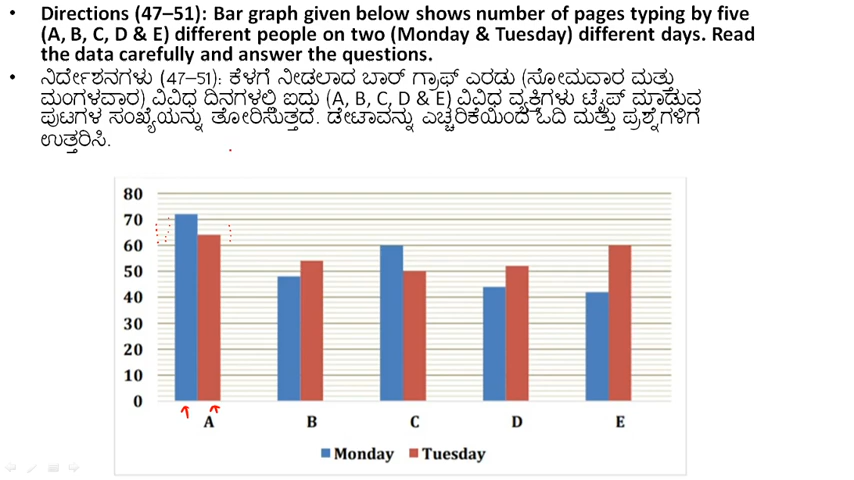 • Directions (47–51): Bar graph given below shows number of pages typing by five
(A, B, C, D & E) different people on two (Monday & Tuesday) different days. Read
the data carefully and answer the questions.
• ನಿರ್ದೇಶನಗಳು (47–51): ಕೆಳಗೆ ನೀಡಲಾದ ಬಾರ್ ಗ್ರಾಫ್ ಎರಡು (ಸೋಮವಾರ ಮತ್ತು
ಮಂಗಳವಾರ) ವಿವಿಧ ದಿನಗಳಲ್ಲಿ ಐದು (A, B, C, D & E) ವಿವಿಧ ವ್ಯಕ್ತಿಗಳು ಟೈಪ್ ಮಾಡುವ
ಪುಟಗಳ ಸಂಖ್ಯೆಯನ್ನು ತೋರಿಸುತ್ತದೆ. ಡೇಟಾವನ್ನು ಎಚ್ಚರಿಕೆಯಿಂದ ಓದಿ ಮತ್ತು ಪ್ರಶ್ನೆಗಳಿಗೆ
ಉತ್ತರಿಸಿ.
80
70
60
50
40
30
20
10
0
A B C D E
Monday Tuesday